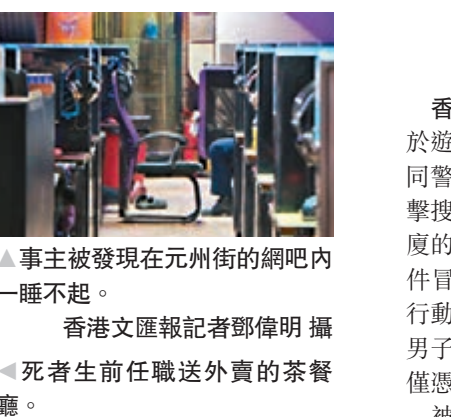 ▲事主被發現在元州街的網吧內
一睡不起。
香港文匯報記者鄧偉明 攝
◀死者生前任職送外賣的茶餐
廳。
香
於遊
同警
擊搜
廈的
件冒
行動
男子
僅憑